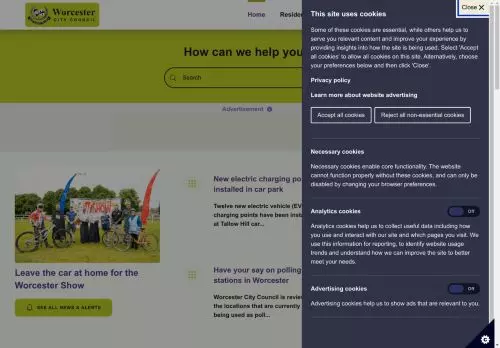 Worcester
CITY COUNCIL
Home
Residen
How can we help you
Search
Advertisement
Leave the car at home for the
Worcester Show
SEE ALL NEWS & ALERTS
New electric charging po
installed in car park
Twelve new electric vehicle (EV
charging points have been inst
at Tallow Hill car...
Have your say on polling
stations in Worcester
Worcester City Council is review
the locations that are currently
being used as poll...
Close ✕
This site uses cookies
Some of these cookies are essential, while others help us to
serve you relevant content and improve your experience by
providing insights into how the site is being used. Select 'Accept
all cookies' to allow all cookies on this site. Alternatively, choose
your preferences below and then click 'Close'.
Privacy policy
Learn more about website advertising
Accept all cookies
Reject all non-essential cookies
Necessary cookies
Necessary cookies enable core functionality. The website
cannot function properly without these cookies, and can only be
disabled by changing your browser preferences.
Analytics cookies
Off
Analytics cookies help us to collect useful data including how
you use and interact with our site and which pages you visit. We
use this information for reporting, to identify website usage
trends and understand how we can improve the site to better
meet your needs.
Advertising cookies
Off
Advertising cookies help us to show ads that are relevant to you.